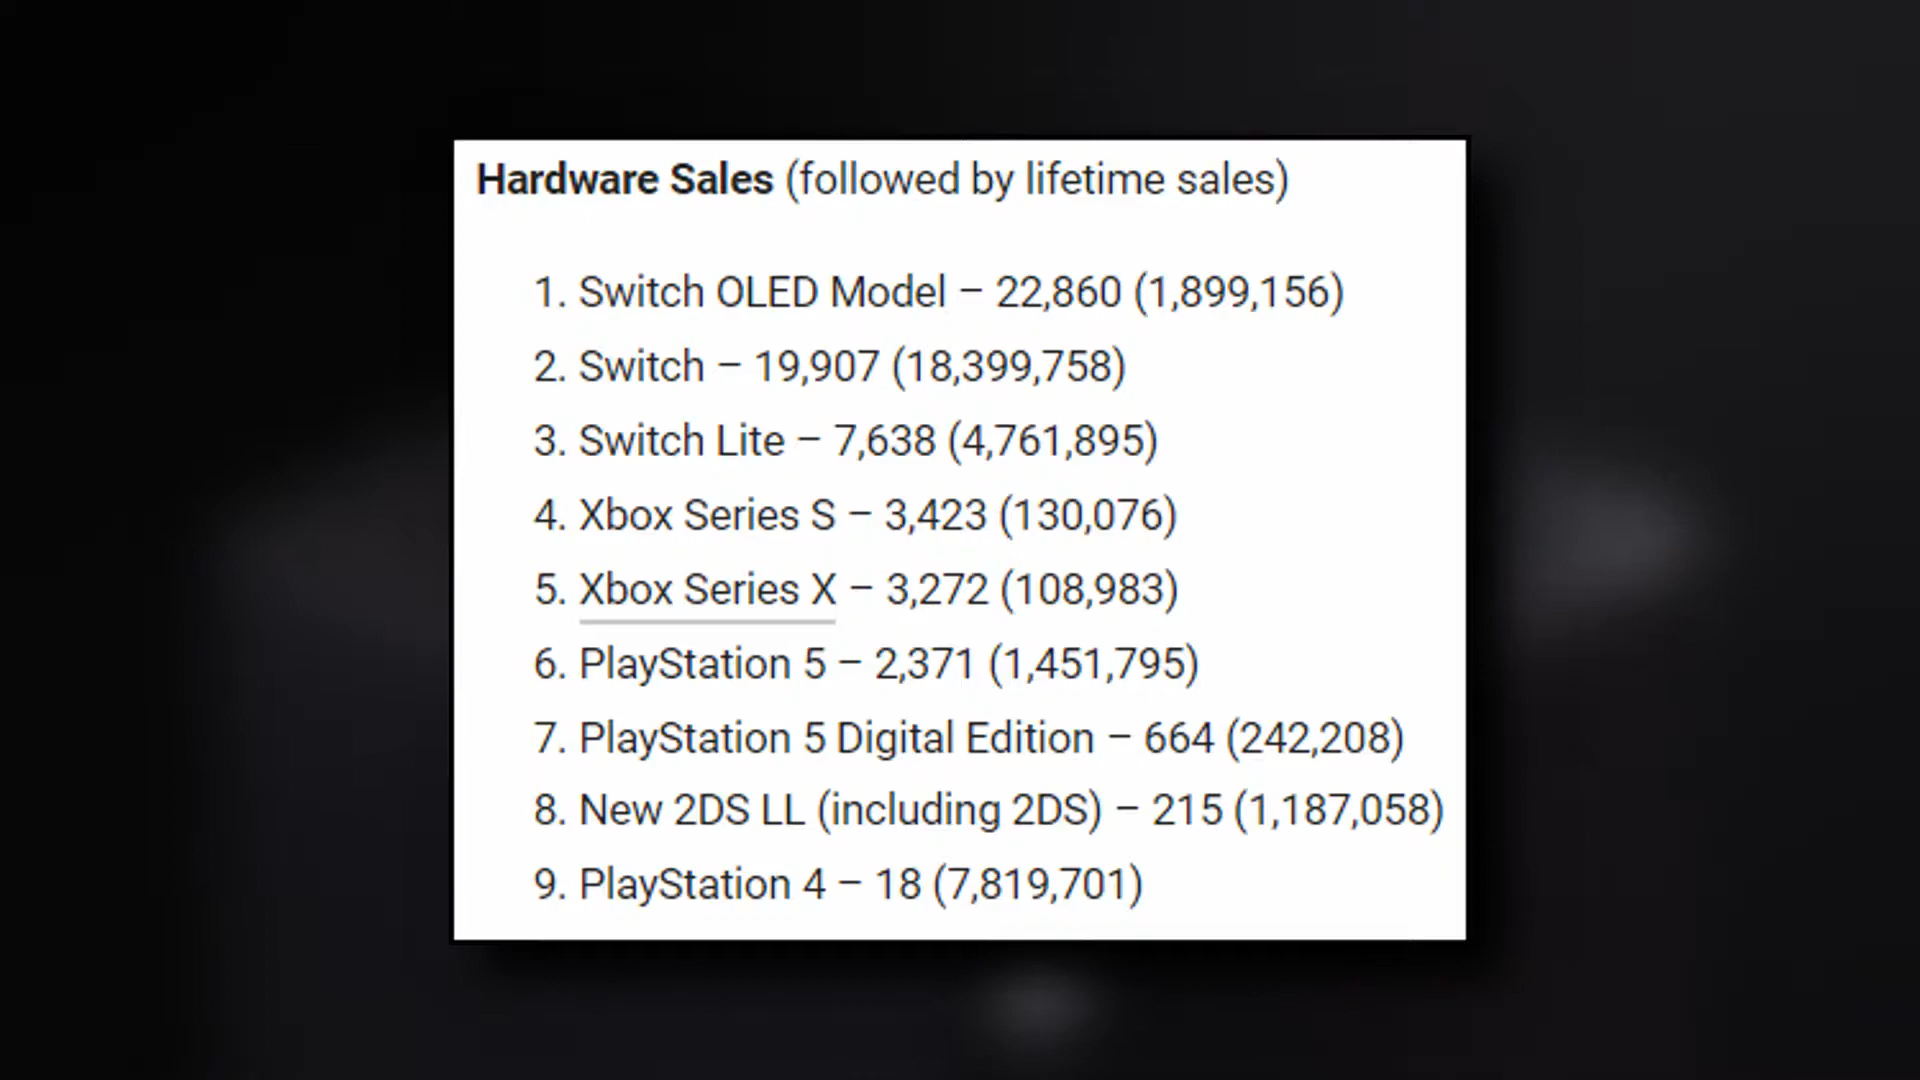 Hardware Sales (followed by lifetime sales)
1. Switch OLED Model – 22,860 (1,899,156)
2. Switch – 19,907 (18,399,758)
3. Switch Lite – 7,638 (4,761,895)
4. Xbox Series S – 3,423 (130,076)
5. Xbox Series X – 3,272 (108,983)
6. PlayStation 5 – 2,371 (1,451,795)
7. PlayStation 5 Digital Edition – 664 (242,208)
8. New 2DS LL (including 2DS) – 215 (1,187,058)
9. PlayStation 4 – 18 (7,819,701)